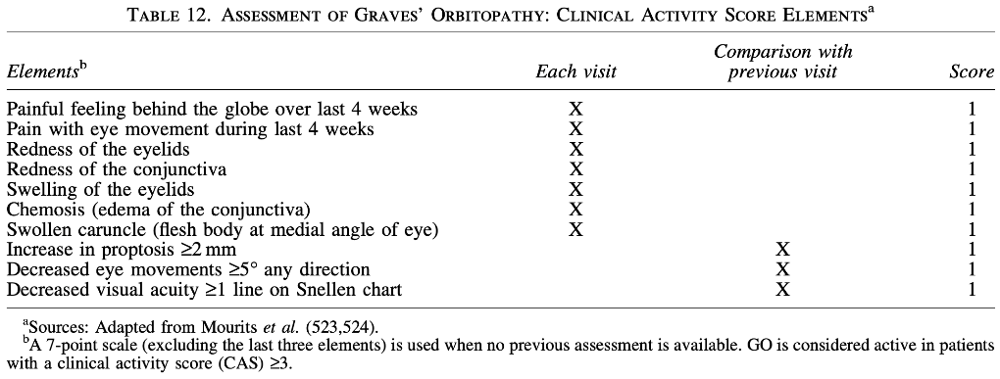 TABLE 12. ASSESSMENT OF GRAVES' ORBITOPATHY: CLINICAL ACTIVITY SCORE ELEMENTSa
Comparison with
Elementsb Each visit previous visit Score
Painful feeling behind the globe over last 4 weeks X 1
Pain with eye movement during last 4 weeks X 1
Redness of the eyelids X 1
Redness of the conjunctiva X 1
Swelling of the eyelids X 1
Chemosis (edema of the conjunctiva) X 1
Swollen caruncle (flesh body at medial angle of eye) X 1
Increase in proptosis ≥2 mm X 1
Decreased eye movements ≥5° any direction X 1
Decreased visual acuity ≥1 line on Snellen chart X 1
aSources: Adapted from Mourits et al. (523,524).
bA 7-point scale (excluding the last three elements) is used when no previous assessment is available. GO is considered active in patients
with a clinical activity score (CAS) ≥3.